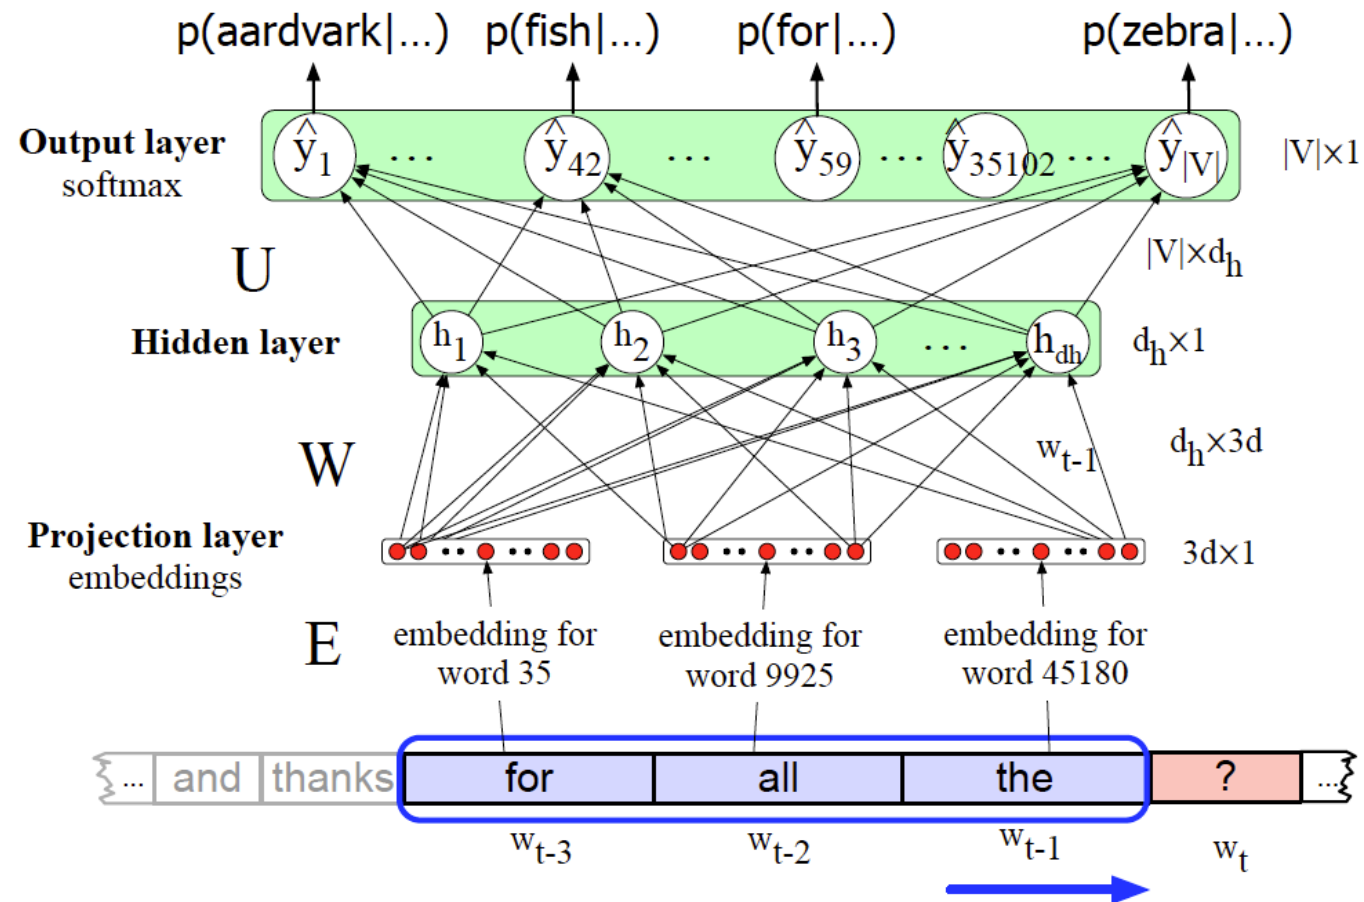 p(aardvark|...) p(fish|...) p(for|...) p(zebra|...)
Output layer
softmax
ŷ1 ... ŷ42 ... ŷ59 ... ŷ35102 ... ŷ|V|
|V|×1
U
|V|×dh
Hidden layer
h1 h2 h3 ... hdh
dh×1
W
wt-1
dh×3d
Projection layer
embeddings
3d×1
E
embedding for
word 35
embedding for
word 9925
embedding for
word 45180
... and thanks for all the ? ...
wt-3 wt-2 wt-1 wt